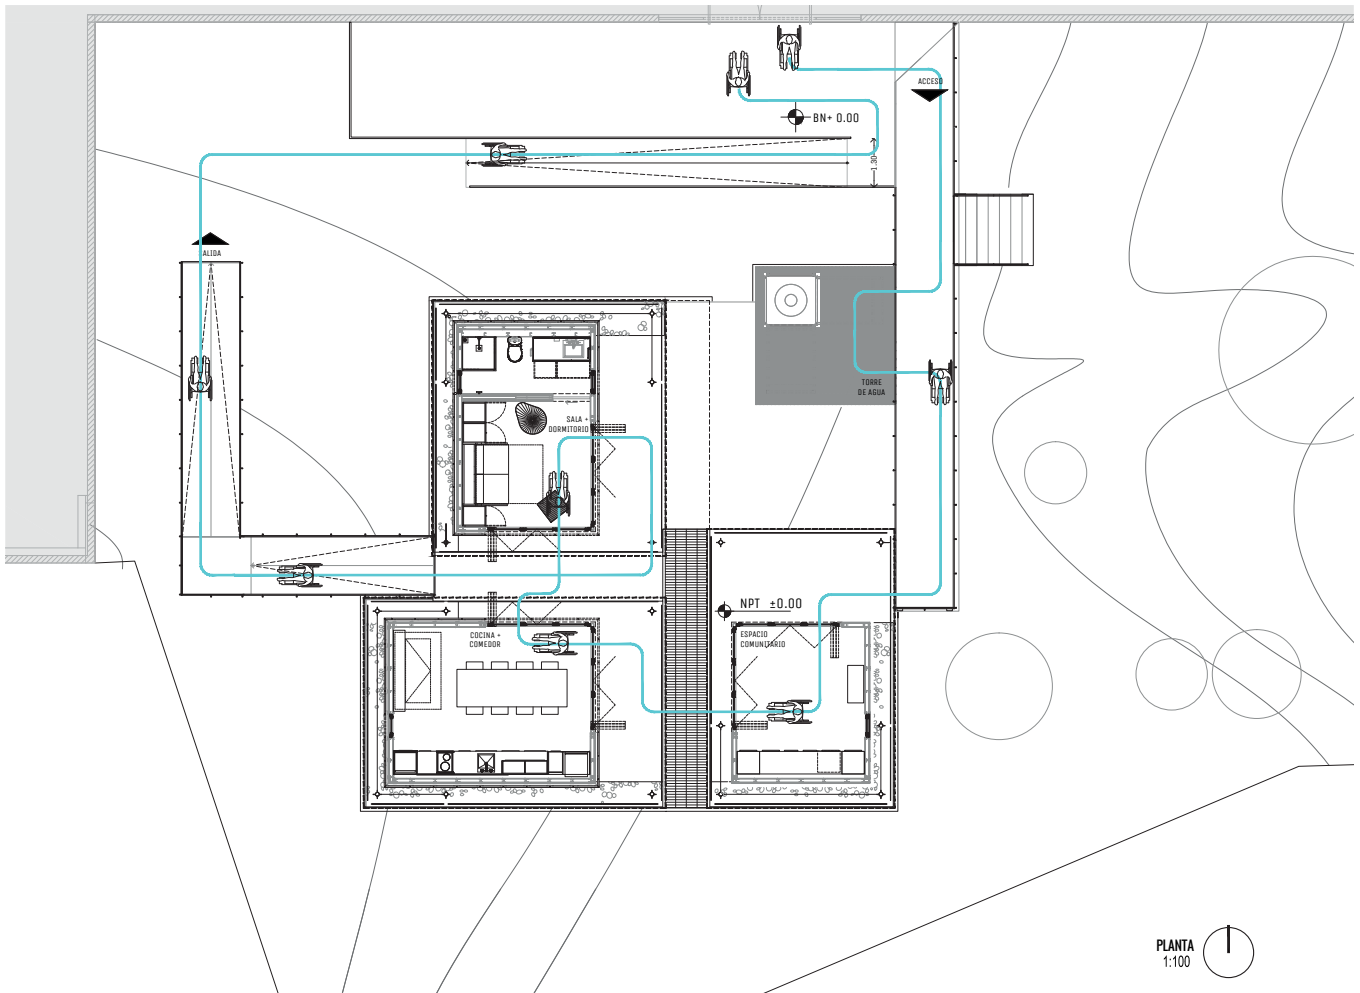 ACCESO
BN+ 0.00
1.30
ALIDA
TORRE
DE AGUA
SALA +
DORMITORIO
NPT ±0.00
COCINA +
COMEDOR
ESPACIO
COMUNITARIO
PLANTA
1:100